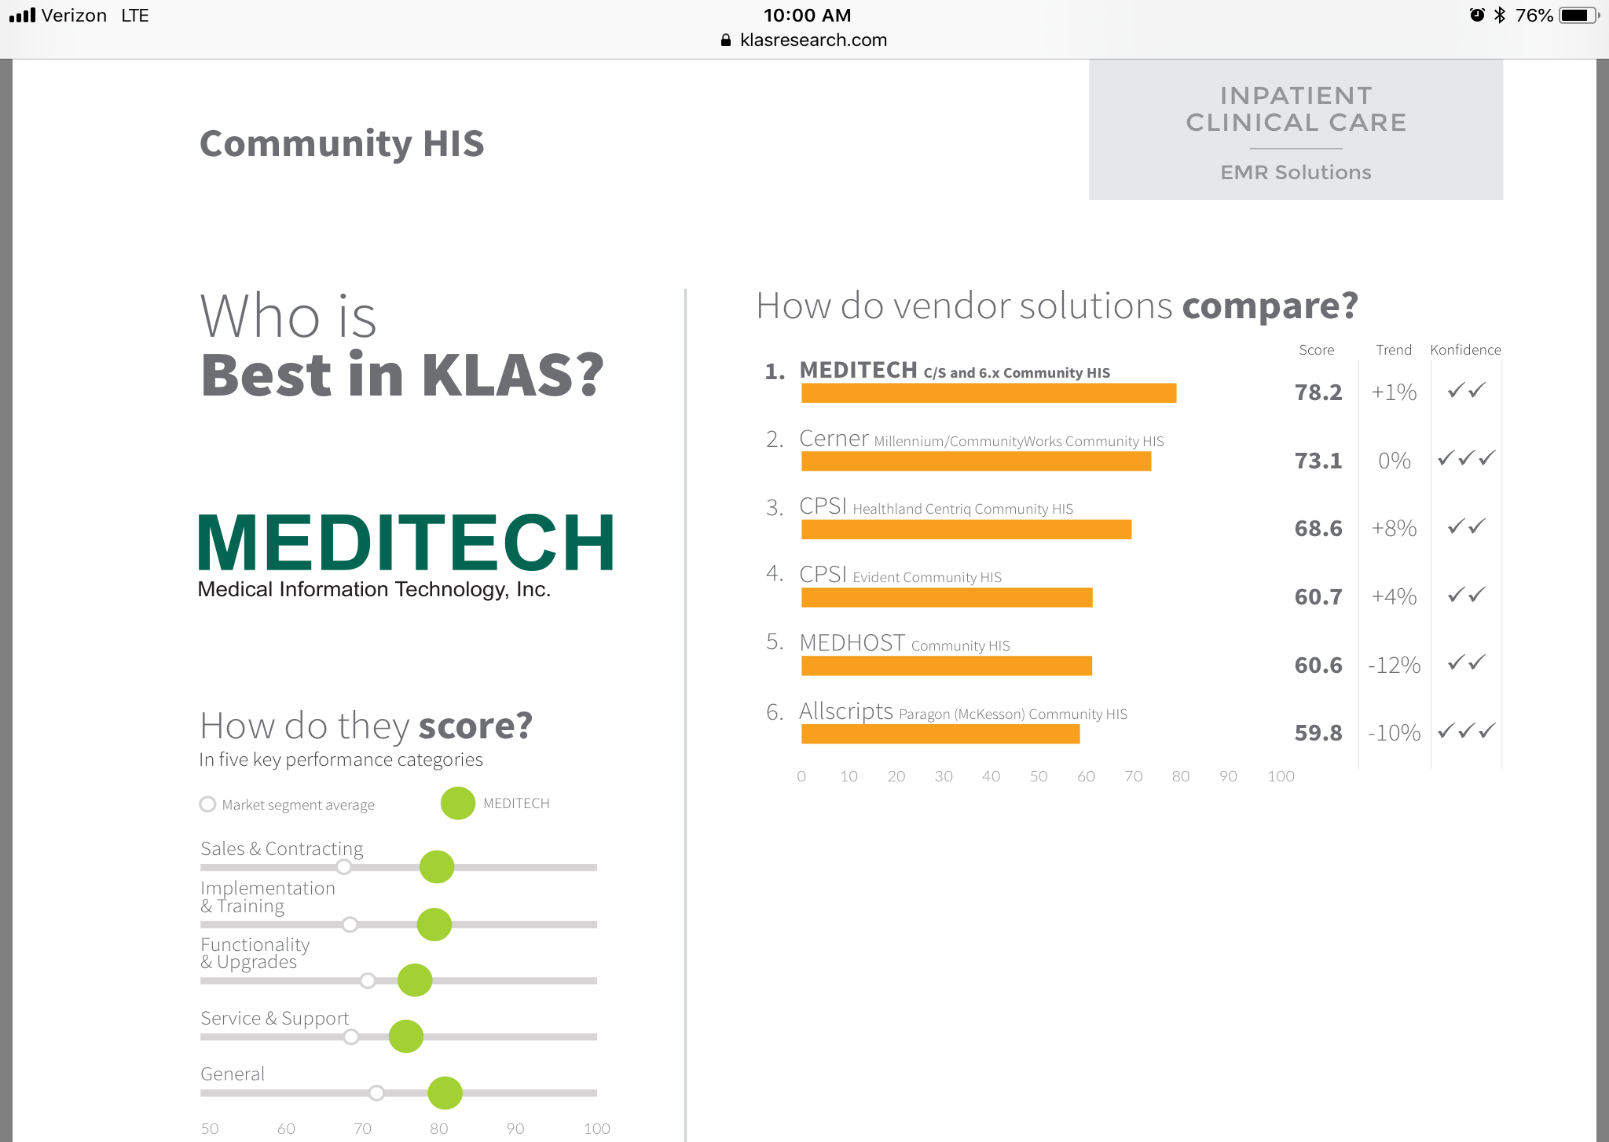 Verizon LTE
10:00 AM
76%
klasresearch.com
Community HIS
INPATIENT
CLINICAL CARE
EMR Solutions
Who is
Best in KLAS?
MEDITECH
Medical Information Technology, Inc.
How do they score?
In five key performance categories
Market segment average
MEDITECH
Sales & Contracting
Implementation
& Training
Functionality
& Upgrades
Service & Support
General
50 60 70 80 90 100
How do vendor solutions compare?
Score Trend Konfidence
1. MEDITECH C/S and 6.x Community HIS
78.2 +1% ✓✓
2. Cerner Millennium/CommunityWorks Community HIS
73.1 0% ✓✓✓
3. CPSI Healthland Centriq Community HIS
68.6 +8% ✓✓
4. CPSI Evident Community HIS
60.7 +4% ✓✓
5. MEDHOST Community HIS
60.6 -12% ✓✓
6. Allscripts Paragon (McKesson) Community HIS
59.8 -10% ✓✓✓
0 10 20 30 40 50 60 70 80 90 100